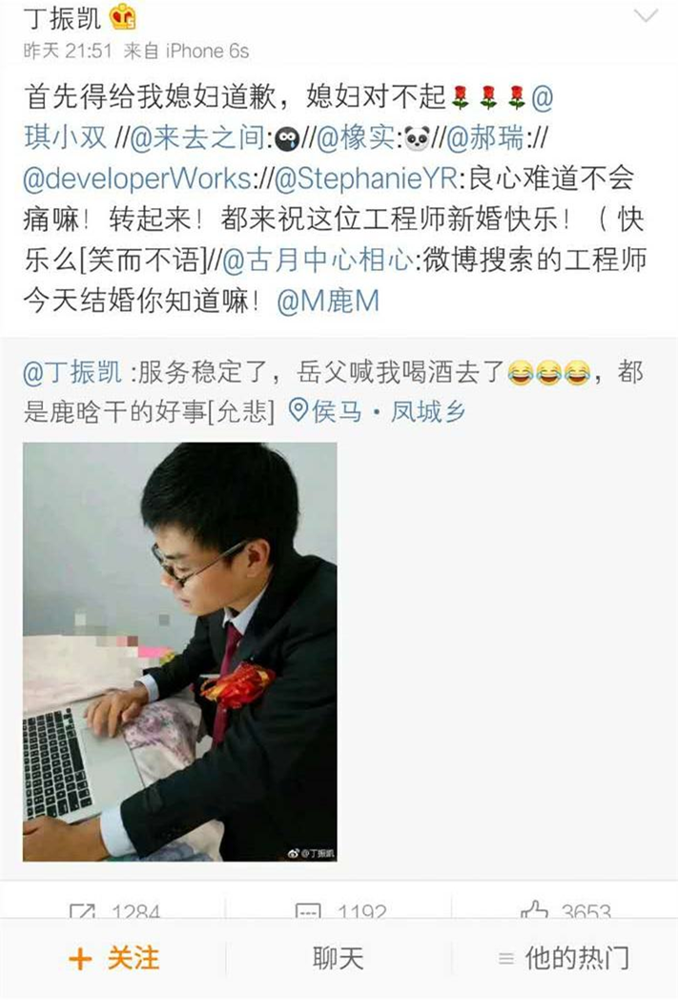 丁振凯
昨天 21:51 来自 iPhone 6s
首先得给我媳妇道歉，媳妇对不起🌹🌹🌹@
琪小双 //@来去之间://@橡实:🐼//@郝瑞://
@developerWorks://@StephanieYR:良心难道不会
痛嘛！转起来！都来祝这位工程师新婚快乐！（快
乐么[笑而不语]//@古月中心相心:微博搜索的工程师
今天结婚你知道嘛！@M鹿M
@丁振凯 :服务稳定了，岳父喊我喝酒去了😂😂😂，都
是鹿晗干的好事[允悲] 侯马・凤城乡
@丁振凯
1284 1192 3653
+ 关注 聊天 ≡ 他的热门